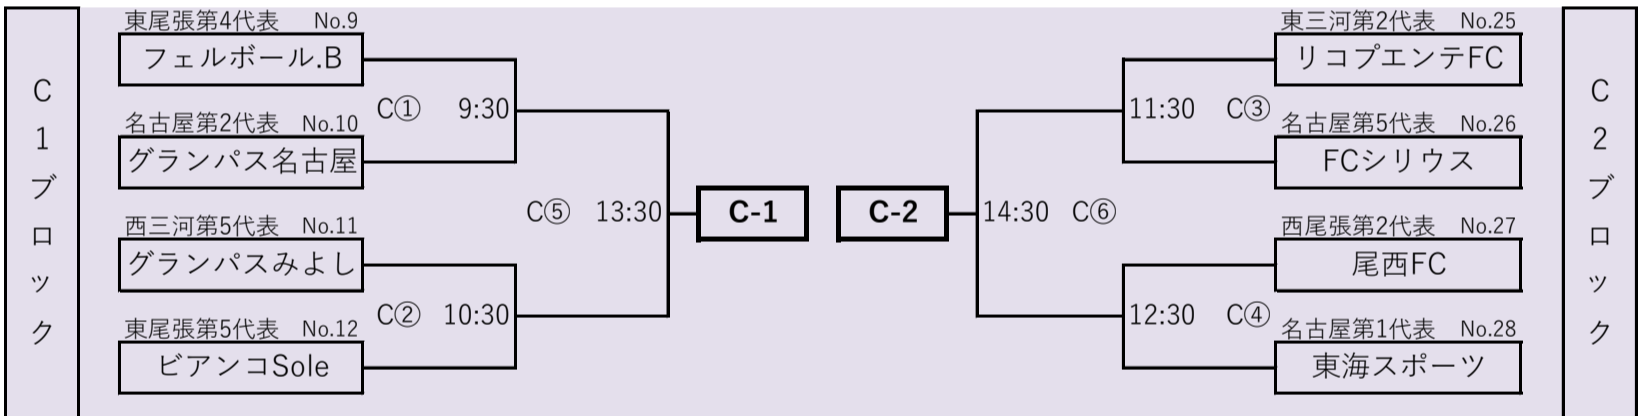 C1ブロック
東尾張第4代表 No.9
フェルボール.B
C① 9:30
名古屋第2代表 No.10
グランパス名古屋
C⑤ 13:30
西三河第5代表 No.11
グランパスみよし
C② 10:30
東尾張第5代表 No.12
ビアンコSole
C-1
C-2
東三河第2代表 No.25
リコプエンテFC
11:30 C③
名古屋第5代表 No.26
FCシリウス
14:30 C⑥
西尾張第2代表 No.27
尾西FC
12:30 C④
名古屋第1代表 No.28
東海スポーツ
C2ブロック